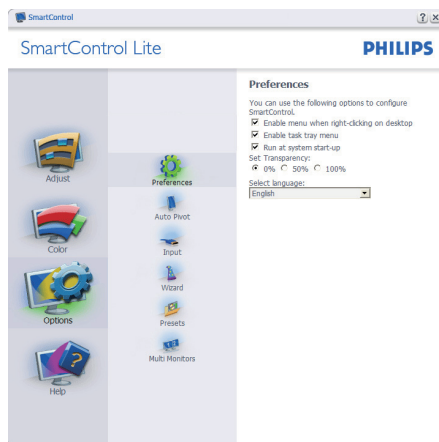 SmartControl
? x
SmartControl Lite
PHILIPS
Adjust
Color
Options
Help
Preferences
Auto Pivot
Input
Wizard
Presets
Multi Monitors
Preferences
You can use the following options to configure
SmartControl.
Enable menu when right-clicking on desktop
Enable task tray menu
Run at system start-up
Set Transparency:
0% 50% 100%
Select language:
English